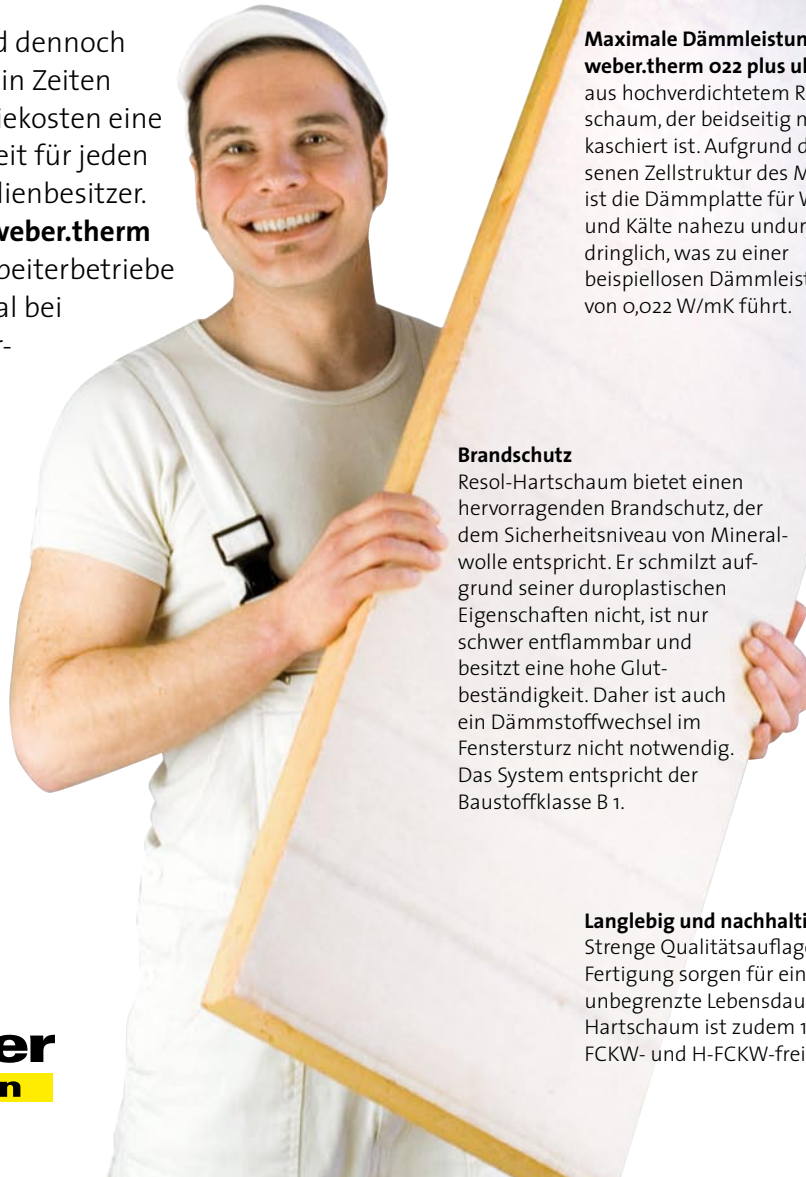 d dennoch
in Zeiten
iekosten eine
eit für jeden
lienbesitzer.
weber.therm
beiterbetriebe
al bei
r-
Maximale Dämmleistun
weber.therm 022 plus ul
aus hochverdichtetem R
schaum, der beidseitig m
kaschiert ist. Aufgrund d
senen Zellstruktur des M
ist die Dämmplatte für W
und Kälte nahezu undur
dringlich, was zu einer
beispiellosen Dämmleist
von 0,022 W/mK führt.
Brandschutz
Resol-Hartschaum bietet einen
hervorragenden Brandschutz, der
dem Sicherheitsniveau von Mineral-
wolle entspricht. Er schmilzt auf-
grund seiner duroplastischen
Eigenschaften nicht, ist nur
schwer entflammbar und
besitzt eine hohe Glut-
beständigkeit. Daher ist auch
ein Dämmstoffwechsel im
Fenstersturz nicht notwendig.
Das System entspricht der
Baustoffklasse B 1.
Langlebig und nachhalti
Strenge Qualitätsauflage
Fertigung sorgen für ein
unbegrenzte Lebensdau
Hartschaum ist zudem 1
FCKW- und H-FCKW-frei
er
n